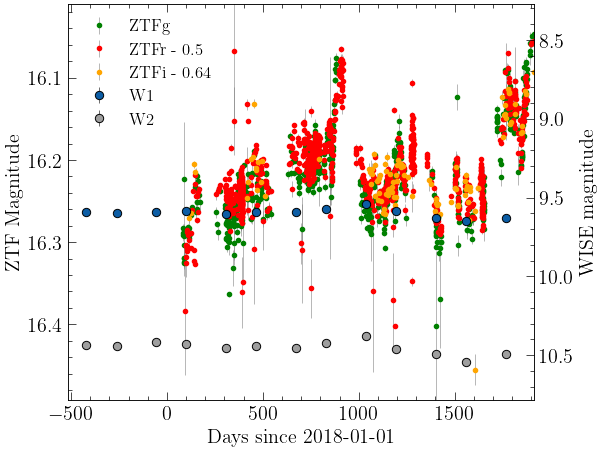 ZTFg
ZTFr - 0.5
ZTFi - 0.64
W1
W2
16.1
16.2
16.3
16.4
ZTF Magnitude
8.5
9.0
9.5
10.0
10.5
WISE magnitude
−500
0
500
1000
1500
Days since 2018-01-01